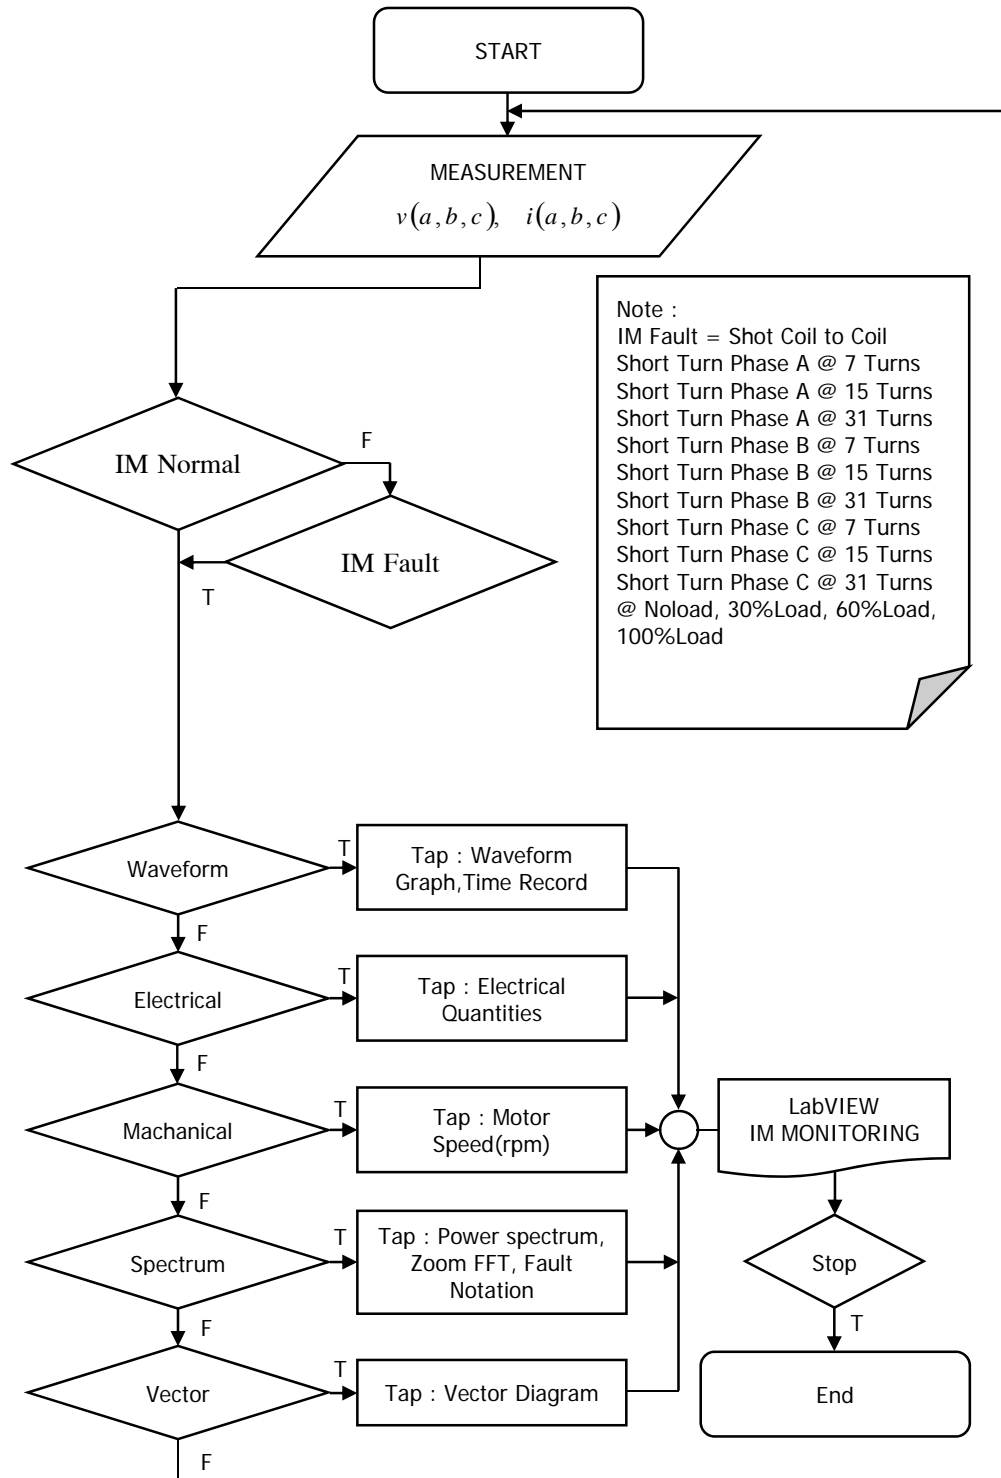 START
MEASUREMENT
v(a,b,c), i(a,b,c)
Note :
IM Fault = Shot Coil to Coil
Short Turn Phase A @ 7 Turns
Short Turn Phase A @ 15 Turns
Short Turn Phase A @ 31 Turns
Short Turn Phase B @ 7 Turns
Short Turn Phase B @ 15 Turns
Short Turn Phase B @ 31 Turns
Short Turn Phase C @ 7 Turns
Short Turn Phase C @ 15 Turns
Short Turn Phase C @ 31 Turns
@ Noload, 30%Load, 60%Load,
100%Load
IM Normal
F
IM Fault
T
Waveform
T
Tap : Waveform
Graph,Time Record
F
Electrical
T
Tap : Electrical
Quantities
F
Machanical
T
Tap : Motor
Speed(rpm)
LabVIEW
IM MONITORING
F
Spectrum
T
Tap : Power spectrum,
Zoom FFT, Fault
Notation
Stop
T
F
Vector
T
Tap : Vector Diagram
End
F